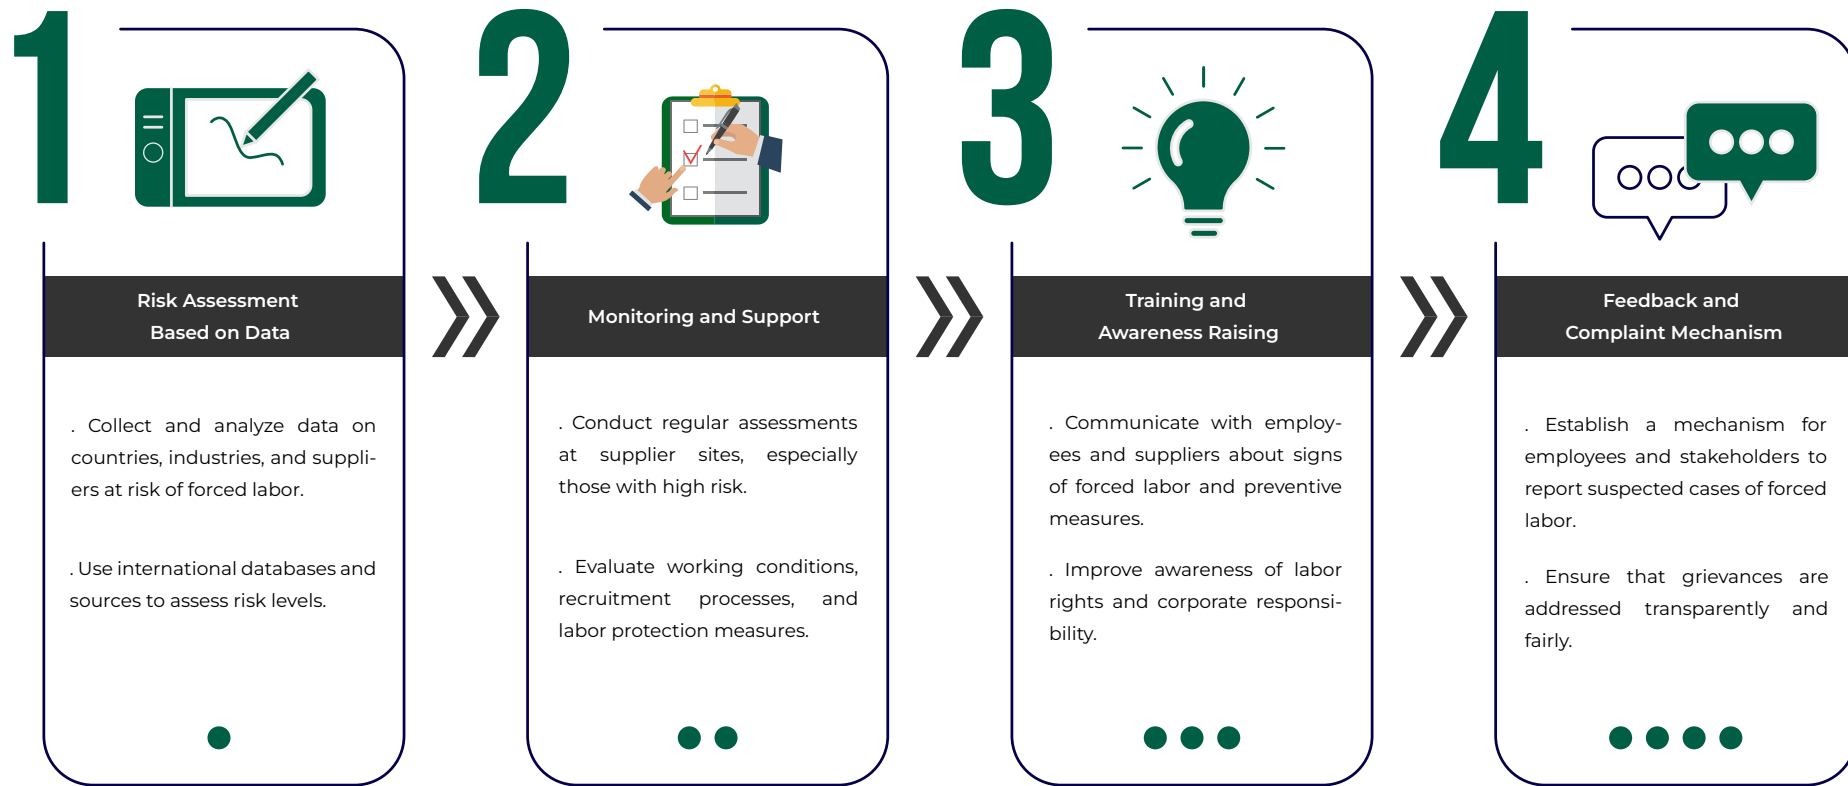 1
Risk Assessment
Based on Data
. Collect and analyze data on
countries, industries, and suppli-
ers at risk of forced labor.
. Use international databases and
sources to assess risk levels.
2
Monitoring and Support
. Conduct regular assessments
at supplier sites, especially
those with high risk.
. Evaluate working conditions,
recruitment processes, and
labor protection measures.
3
Training and
Awareness Raising
. Communicate with employ-
ees and suppliers about signs
of forced labor and preventive
measures.
. Improve awareness of labor
rights and corporate responsi-
bility.
4
Feedback and
Complaint Mechanism
. Establish a mechanism for
employees and stakeholders to
report suspected cases of forced
labor.
. Ensure that grievances are
addressed transparently and
fairly.